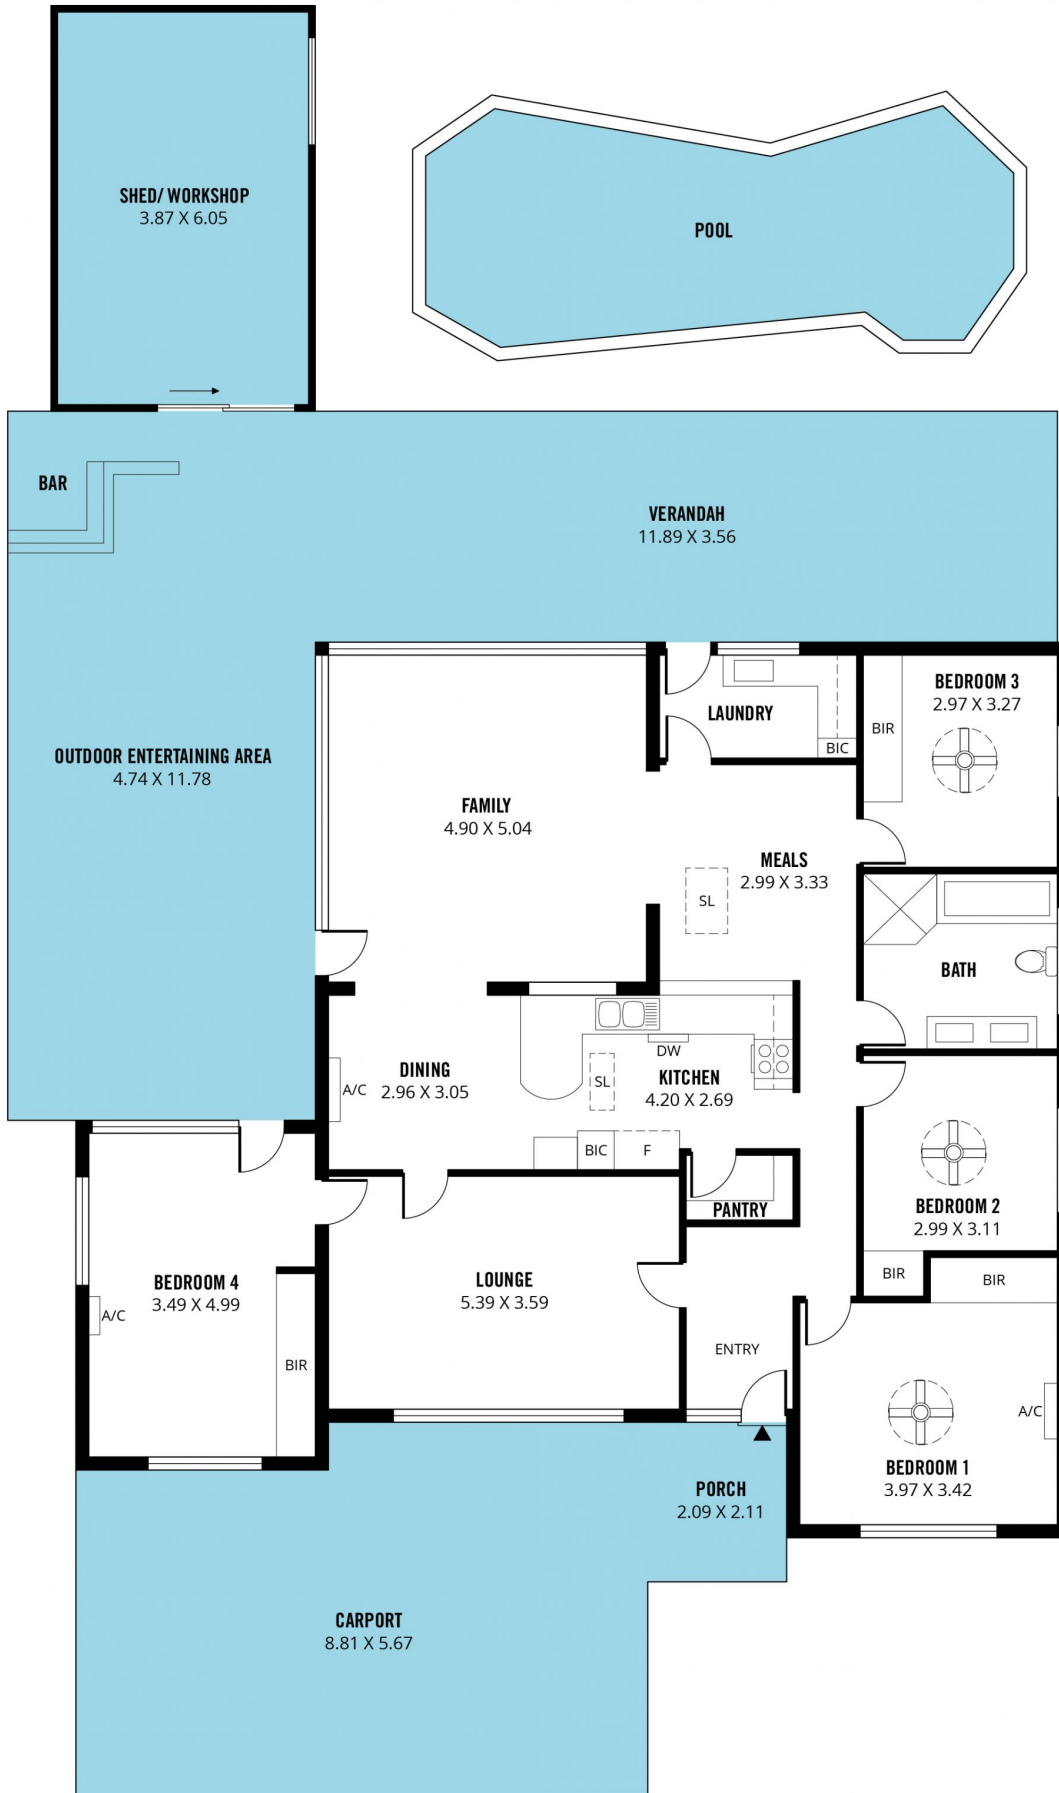 SHED/ WORKSHOP
3.87 X 6.05
POOL
BAR
VERANDAH
11.89 X 3.56
BEDROOM 3
2.97 X 3.27
LAUNDRY
BIR
BIC
OUTDOOR ENTERTAINING AREA
4.74 X 11.78
FAMILY
4.90 X 5.04
MEALS
2.99 X 3.33
SL
BATH
DINING
2.96 X 3.05
A/C
SL
DW
KITCHEN
4.20 X 2.69
BIC
F
PANTRY
BEDROOM 2
2.99 X 3.11
BIR
BIR
BEDROOM 4
3.49 X 4.99
A/C
BIR
LOUNGE
5.39 X 3.59
ENTRY
A/C
BEDROOM 1
3.97 X 3.42
PORCH
2.09 X 2.11
CARPORT
8.81 X 5.67